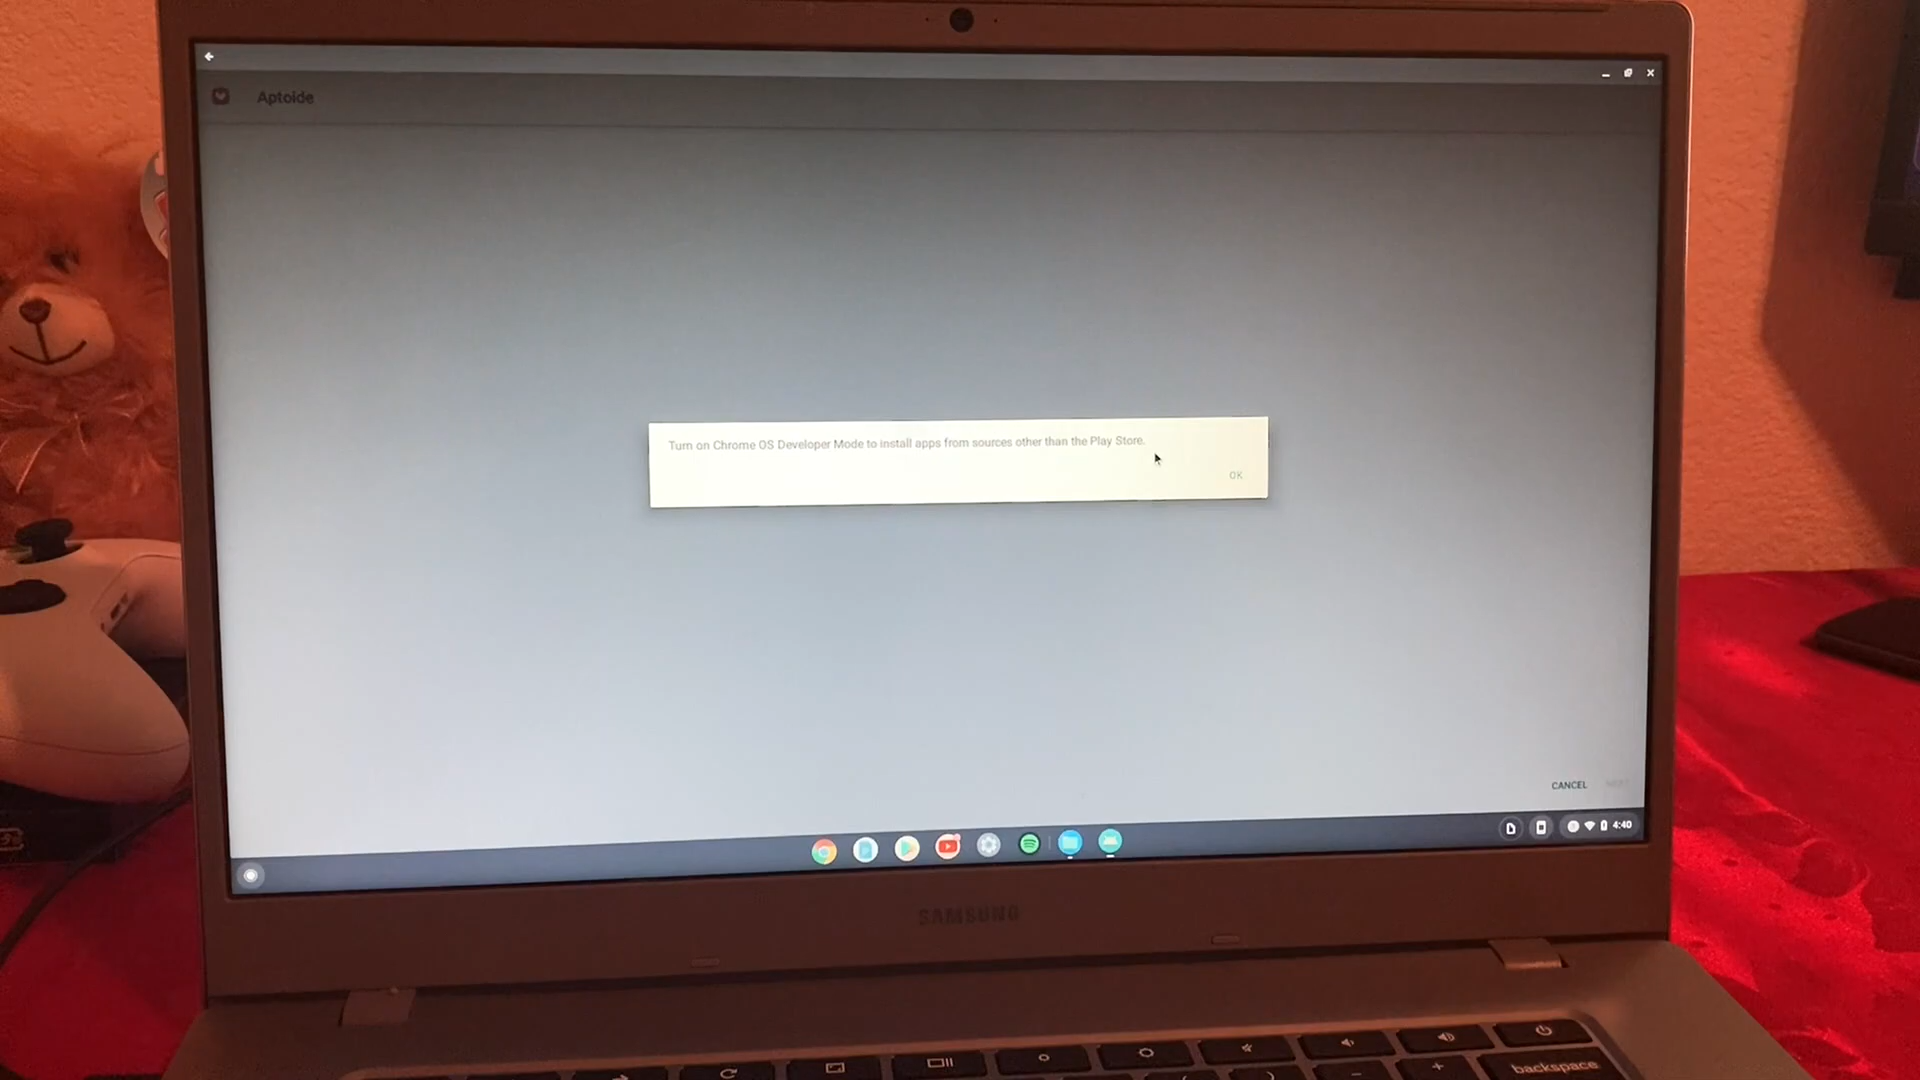 Aptoide
Turn on Chrome OS Developer Mode to install apps from sources other than the Play Store.
OK
CANCEL
4:40
SAMSUNG
backspace